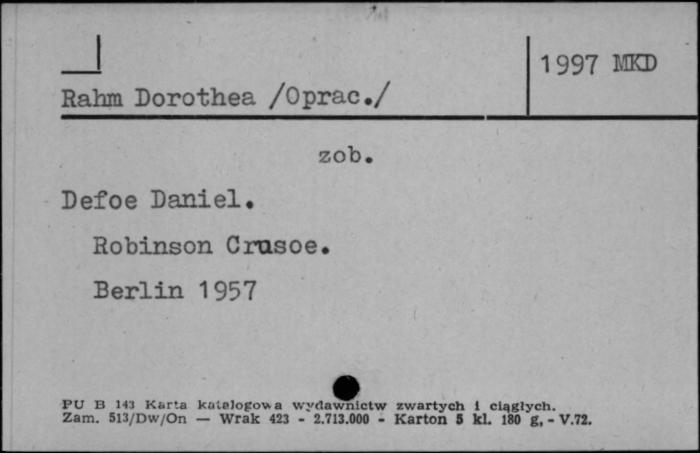 1997 MKD
Rahm Dorothea /Oprac./
zob.
Defoe Daniel.
Robinson Crusoe.
Berlin 1957
PU B 143 Karta katalogowa wydawnictw zwartych i ciągłych.
Zam. 513/Dw/On — Wrak 423 - 2.713.000 - Karton 5 kl. 180 g, - V.72.